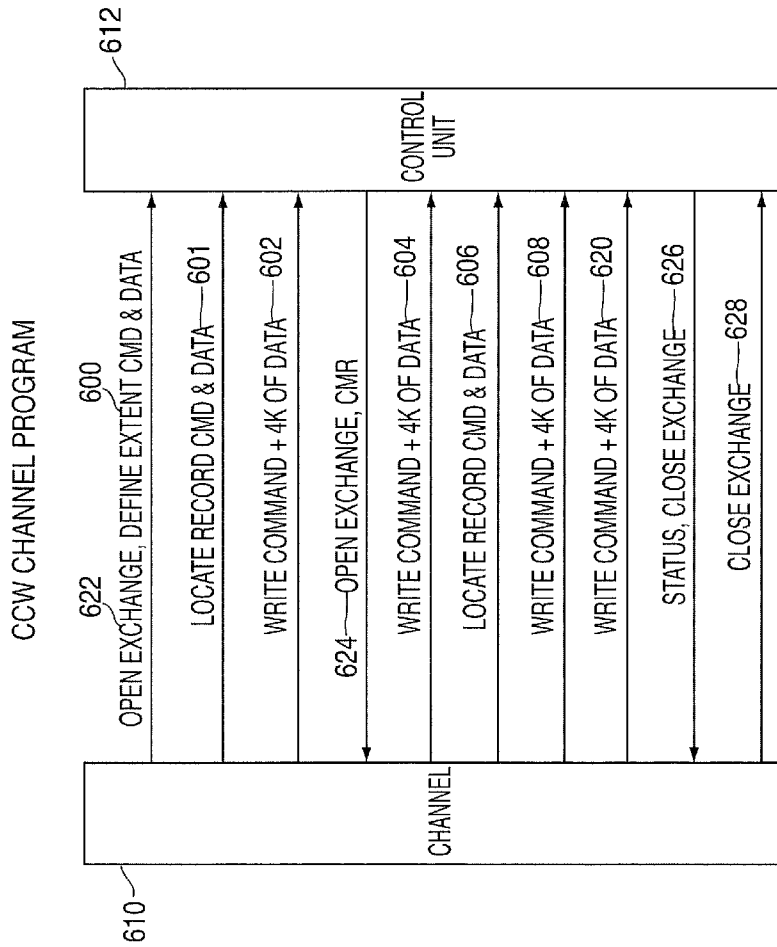 CCW CHANNEL PROGRAM
610
CHANNEL
612
CONTROL
UNIT
622
600
OPEN EXCHANGE, DEFINE EXTENT CMD & DATA
LOCATE RECORD CMD & DATA 601
WRITE COMMAND + 4K OF DATA 602
624 OPEN EXCHANGE, CMR
WRITE COMMAND + 4K OF DATA 604
LOCATE RECORD CMD & DATA 606
WRITE COMMAND + 4K OF DATA 608
WRITE COMMAND + 4K OF DATA 620
STATUS, CLOSE EXCHANGE 626
CLOSE EXCHANGE 628